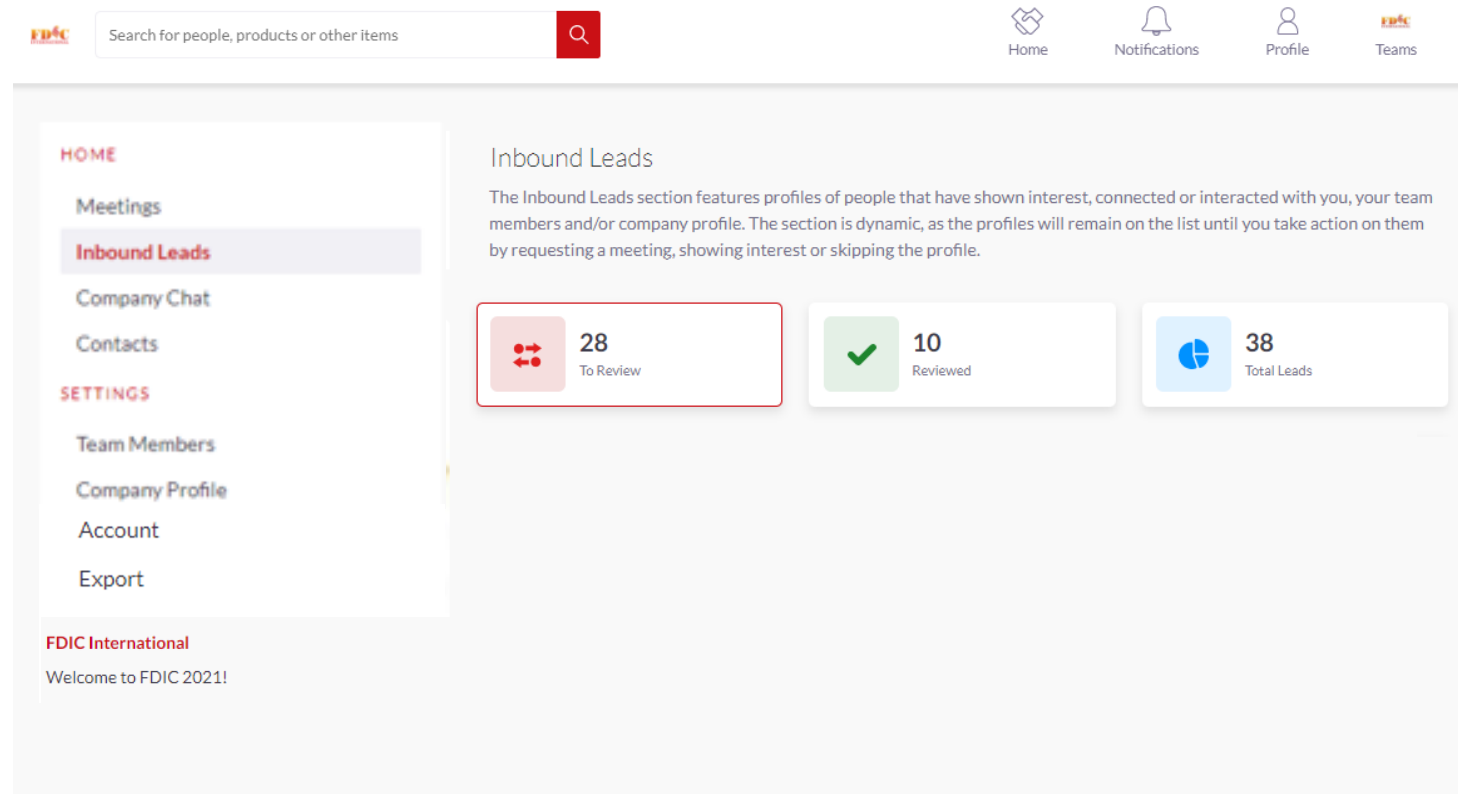 FDIC
Search for people, products or other items
Home
Notifications
Profile
FDIC
Teams
HOME
Meetings
Inbound Leads
Company Chat
Contacts
SETTINGS
Team Members
Company Profile
Account
Export
FDIC International
Welcome to FDIC 2021!
Inbound Leads
The Inbound Leads section features profiles of people that have shown interest, connected or interacted with you, your team
members and/or company profile. The section is dynamic, as the profiles will remain on the list until you take action on them
by requesting a meeting, showing interest or skipping the profile.
28
To Review
10
Reviewed
38
Total Leads